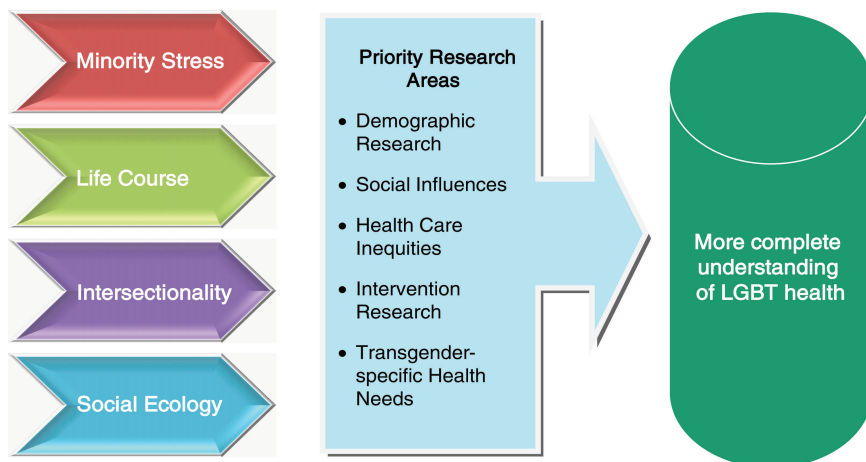 Minority Stress
Life Course
Intersectionality
Social Ecology
Priority Research
Areas
• Demographic
Research
• Social Influences
• Health Care
Inequities
• Intervention
Research
• Transgender-
specific Health
Needs
More complete
understanding
of LGBT health